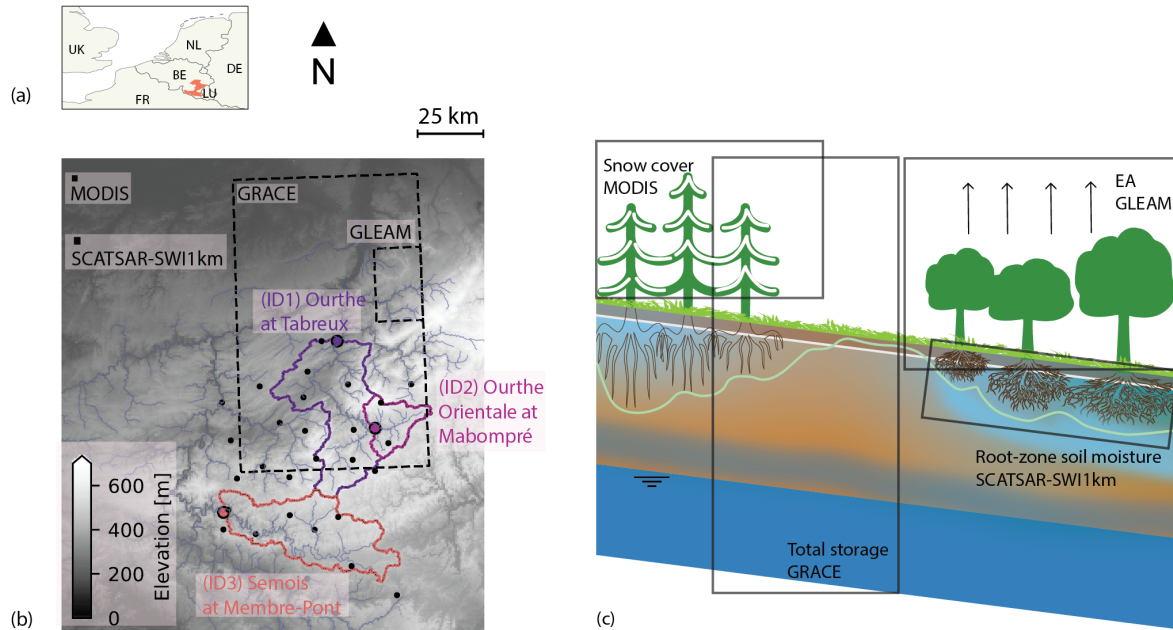 UK
NL
DE
BE
LU
FR
(a)
N
25 km
MODIS
GRACE
SCATSAR-SWI1km
GLEAM
(ID1) Ourthe
at Tabreux
(ID2) Ourthe
Orientale at
Mabompré
(ID3) Semois
at Membre-Pont
600
400
200
0
Elevation [m]
(b)
Snow cover
MODIS
EA
GLEAM
Root-zone soil moisture
SCATSAR-SWI1km
Total storage
GRACE
(c)